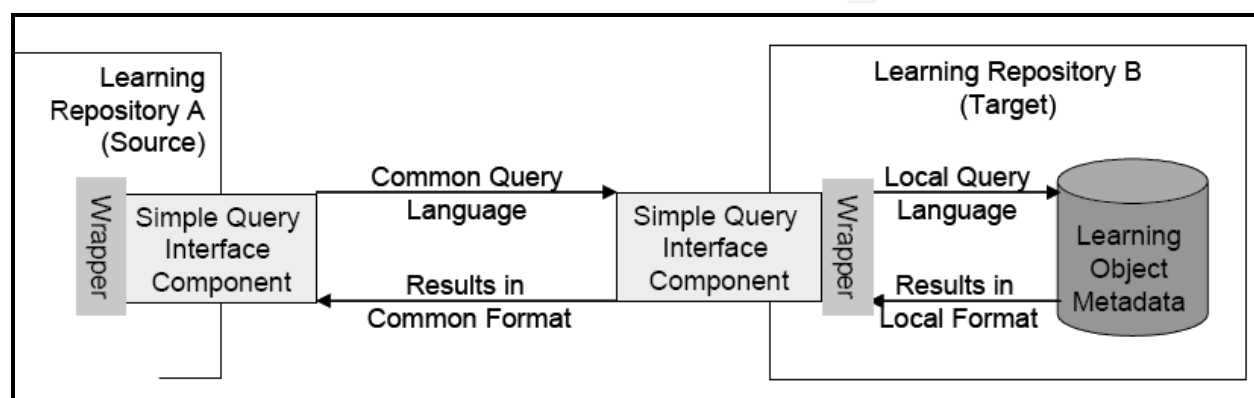 Learning
Repository A
(Source)
Wrapper
Simple Query
Interface
Component
Common Query
Language
Results in
Common Format
Simple Query
Interface
Component
Learning Repository B
(Target)
Wrapper
Local Query
Language
Results in
Local Format
Learning
Object
Metadata